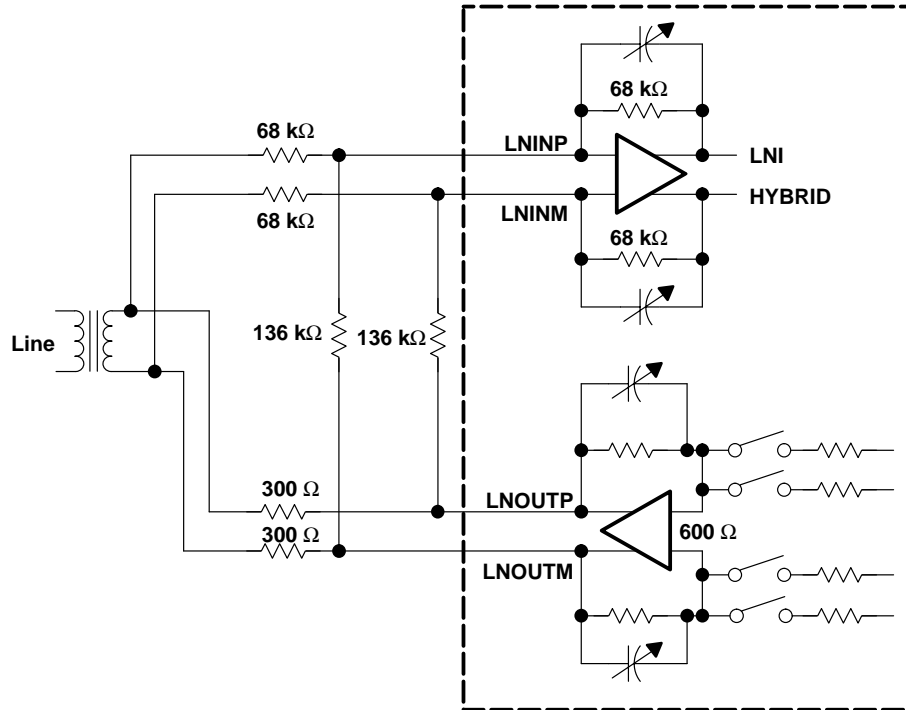 68 kΩ
68 kΩ
LNINP
LNI
68 kΩ
LNINM
HYBRID
68 kΩ
Line
136 kΩ
136 kΩ
300 Ω
LNOUTP
300 Ω
600 Ω
LNOUTM